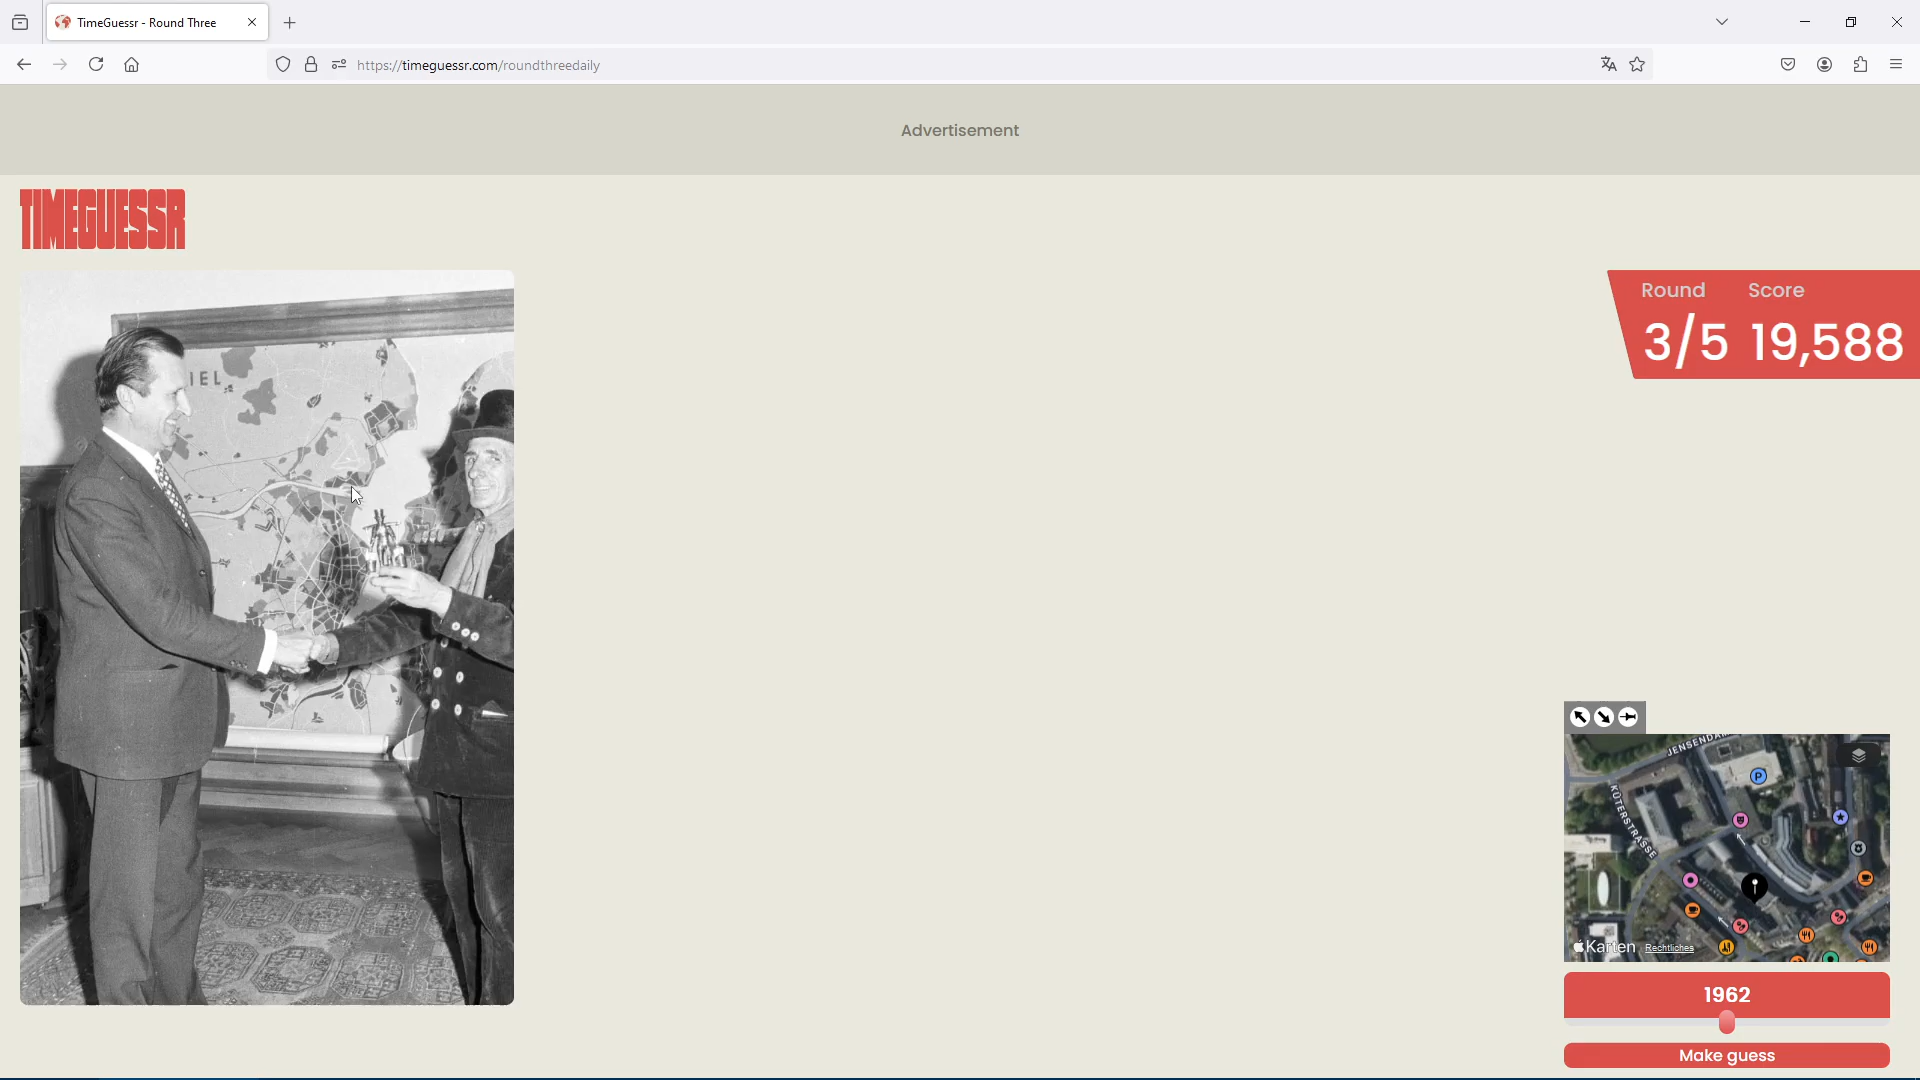 TimeGuessr - Round Three
https://timeguessr.com/roundthreedaily
Advertisement
TIMEGUESSR
IEL
Round Score
3/5 19,588
JENSENDAM
P
KÜTERSTRASSE
Karten Rechtliches
1962
Make guess